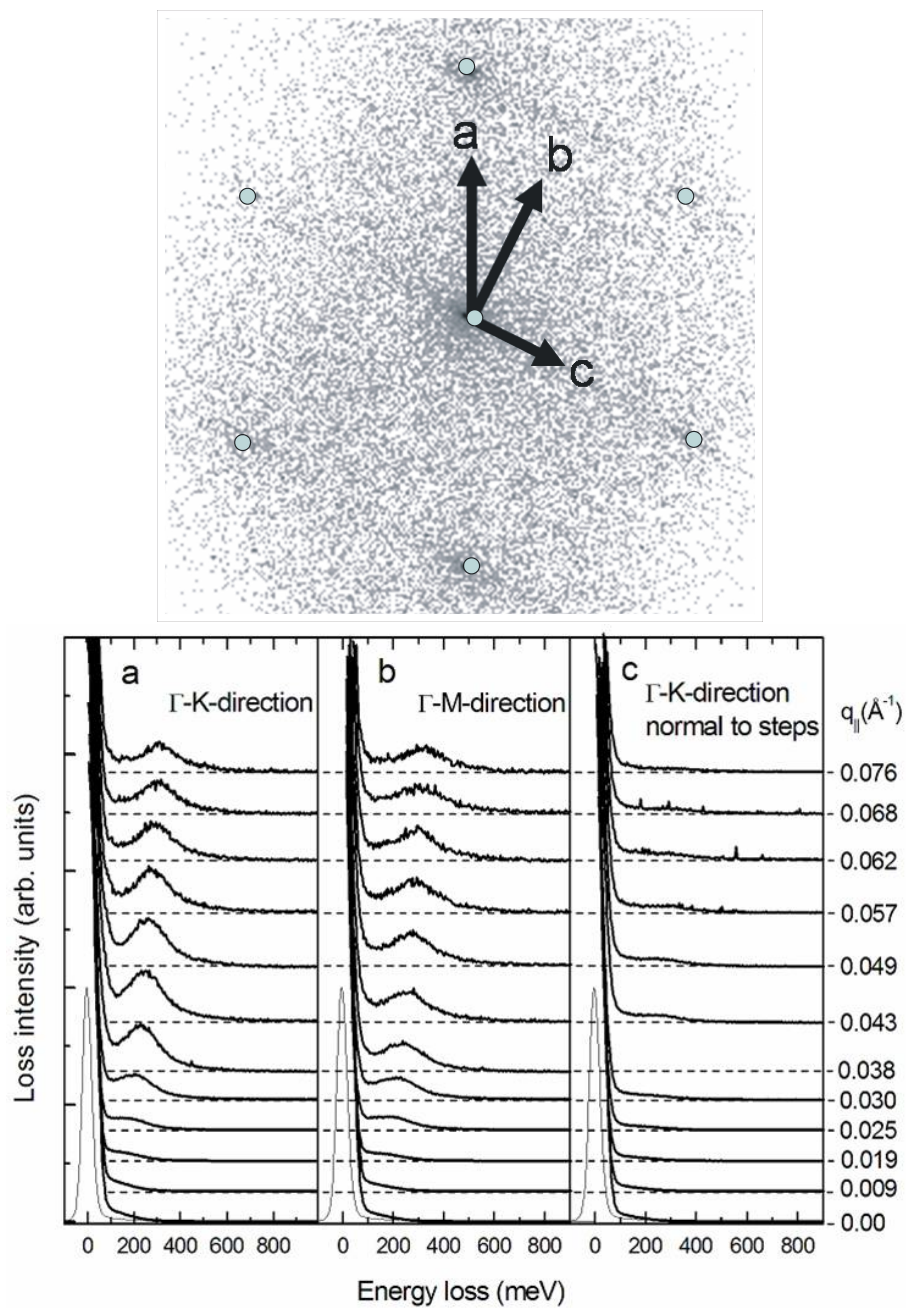 a
b
c
a
Γ-K-direction
b
Γ-M-direction
c
Γ-K-direction
normal to steps
q||(Å-1)
0.076
0.068
0.062
0.057
0.049
0.043
0.038
0.030
0.025
0.019
0.009
0.00
Loss intensity (arb. units)
0 200 400 600 800 0 200 400 600 800 0 200 400 600 800
Energy loss (meV)